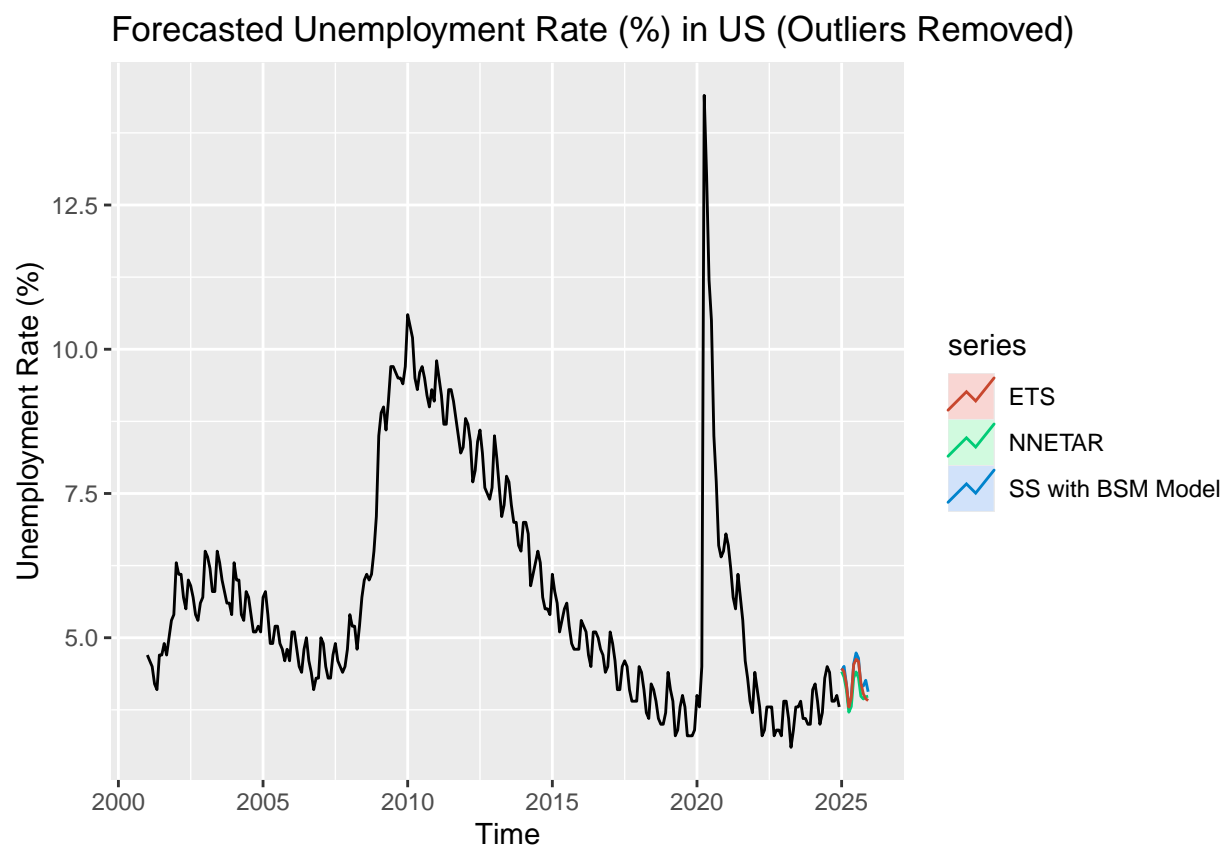 Forecasted Unemployment Rate (%) in US (Outliers Removed)
12.5
10.0
7.5
5.0
Unemployment Rate (%)
2000 2005 2010 2015 2020 2025
Time
series
ETS
NNETAR
SS with BSM Model